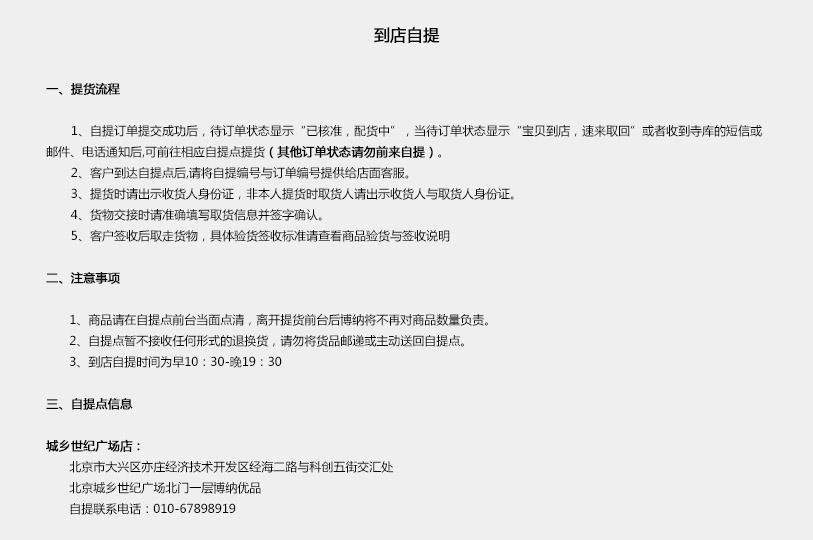 到店自提
一、提货流程
1、自提订单提交成功后，待订单状态显示“已核准，配货中”，当待订单状态显示“宝贝到店，速来取回”或者收到寺库的短信或
邮件、电话通知后,可前往相应自提点提货（其他订单状态请勿前来自提）。
2、客户到达自提点后,请将自提编号与订单编号提供给店面客服。
3、提货时请出示收货人身份证，非本人提货时取货人请出示收货人与取货人身份证。
4、货物交接时请准确填写取货信息并签字确认。
5、客户签收后取走货物，具体验货签收标准请查看商品验货与签收说明
二、注意事项
1、商品请在自提点前台当面点清，离开提货前台后博纳将不再对商品数量负责。
2、自提点暂不接收任何形式的退换货，请勿将货品邮递或主动送回自提点。
3、到店自提时间为早10：30-晚19：30
三、自提点信息
城乡世纪广场店：
北京市大兴区亦庄经济技术开发区经海二路与科创五街交汇处
北京城乡世纪广场北门一层博纳优品
自提联系电话：010-67898919